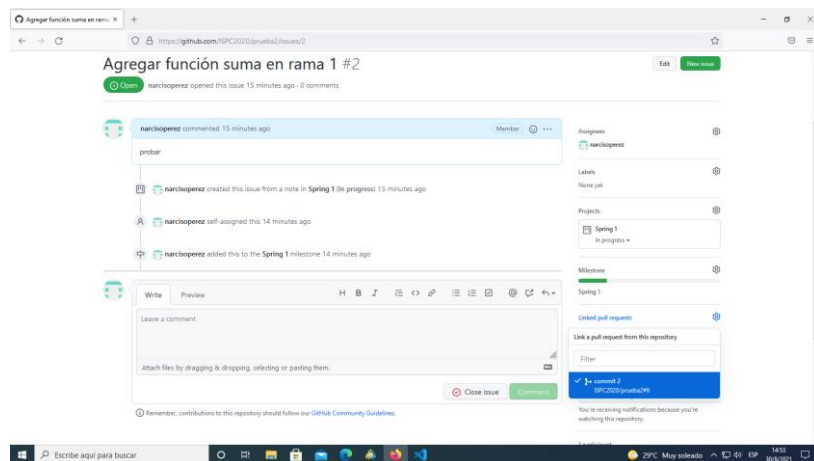 Agregar función suma en rama
https://github.com/ISPC2020/prueba2/issues/2
Agregar función suma en rama 1 #2
Edit
New issue
Open
narcisoperez opened this issue 15 minutes ago · 0 comments
narcisoperez commented 15 minutes ago
Member
probar
narcisoperez created this issue from a note in Spring 1 (In progress) 15 minutes ago
narcisoperez self-assigned this 14 minutes ago
narcisoperez added this to the Spring 1 milestone 14 minutes ago
Write
Preview
Leave a comment
Attach files by dragging & dropping, selecting or pasting them.
Close issue
Comment
Remember, contributions to this repository should follow our GitHub Community Guidelines.
Assignees
narcisoperez
Labels
None yet
Projects
Spring 1
In progress
Milestone
Spring 1
Linked pull requests
Link a pull request from this repository
Filter
commit 2
ISPC2020/prueba2#6
You're receiving notifications because you're
watching this repository.
Escribe aquí para buscar
29°C Muy soleado
ESP
14:53
30/8/2021